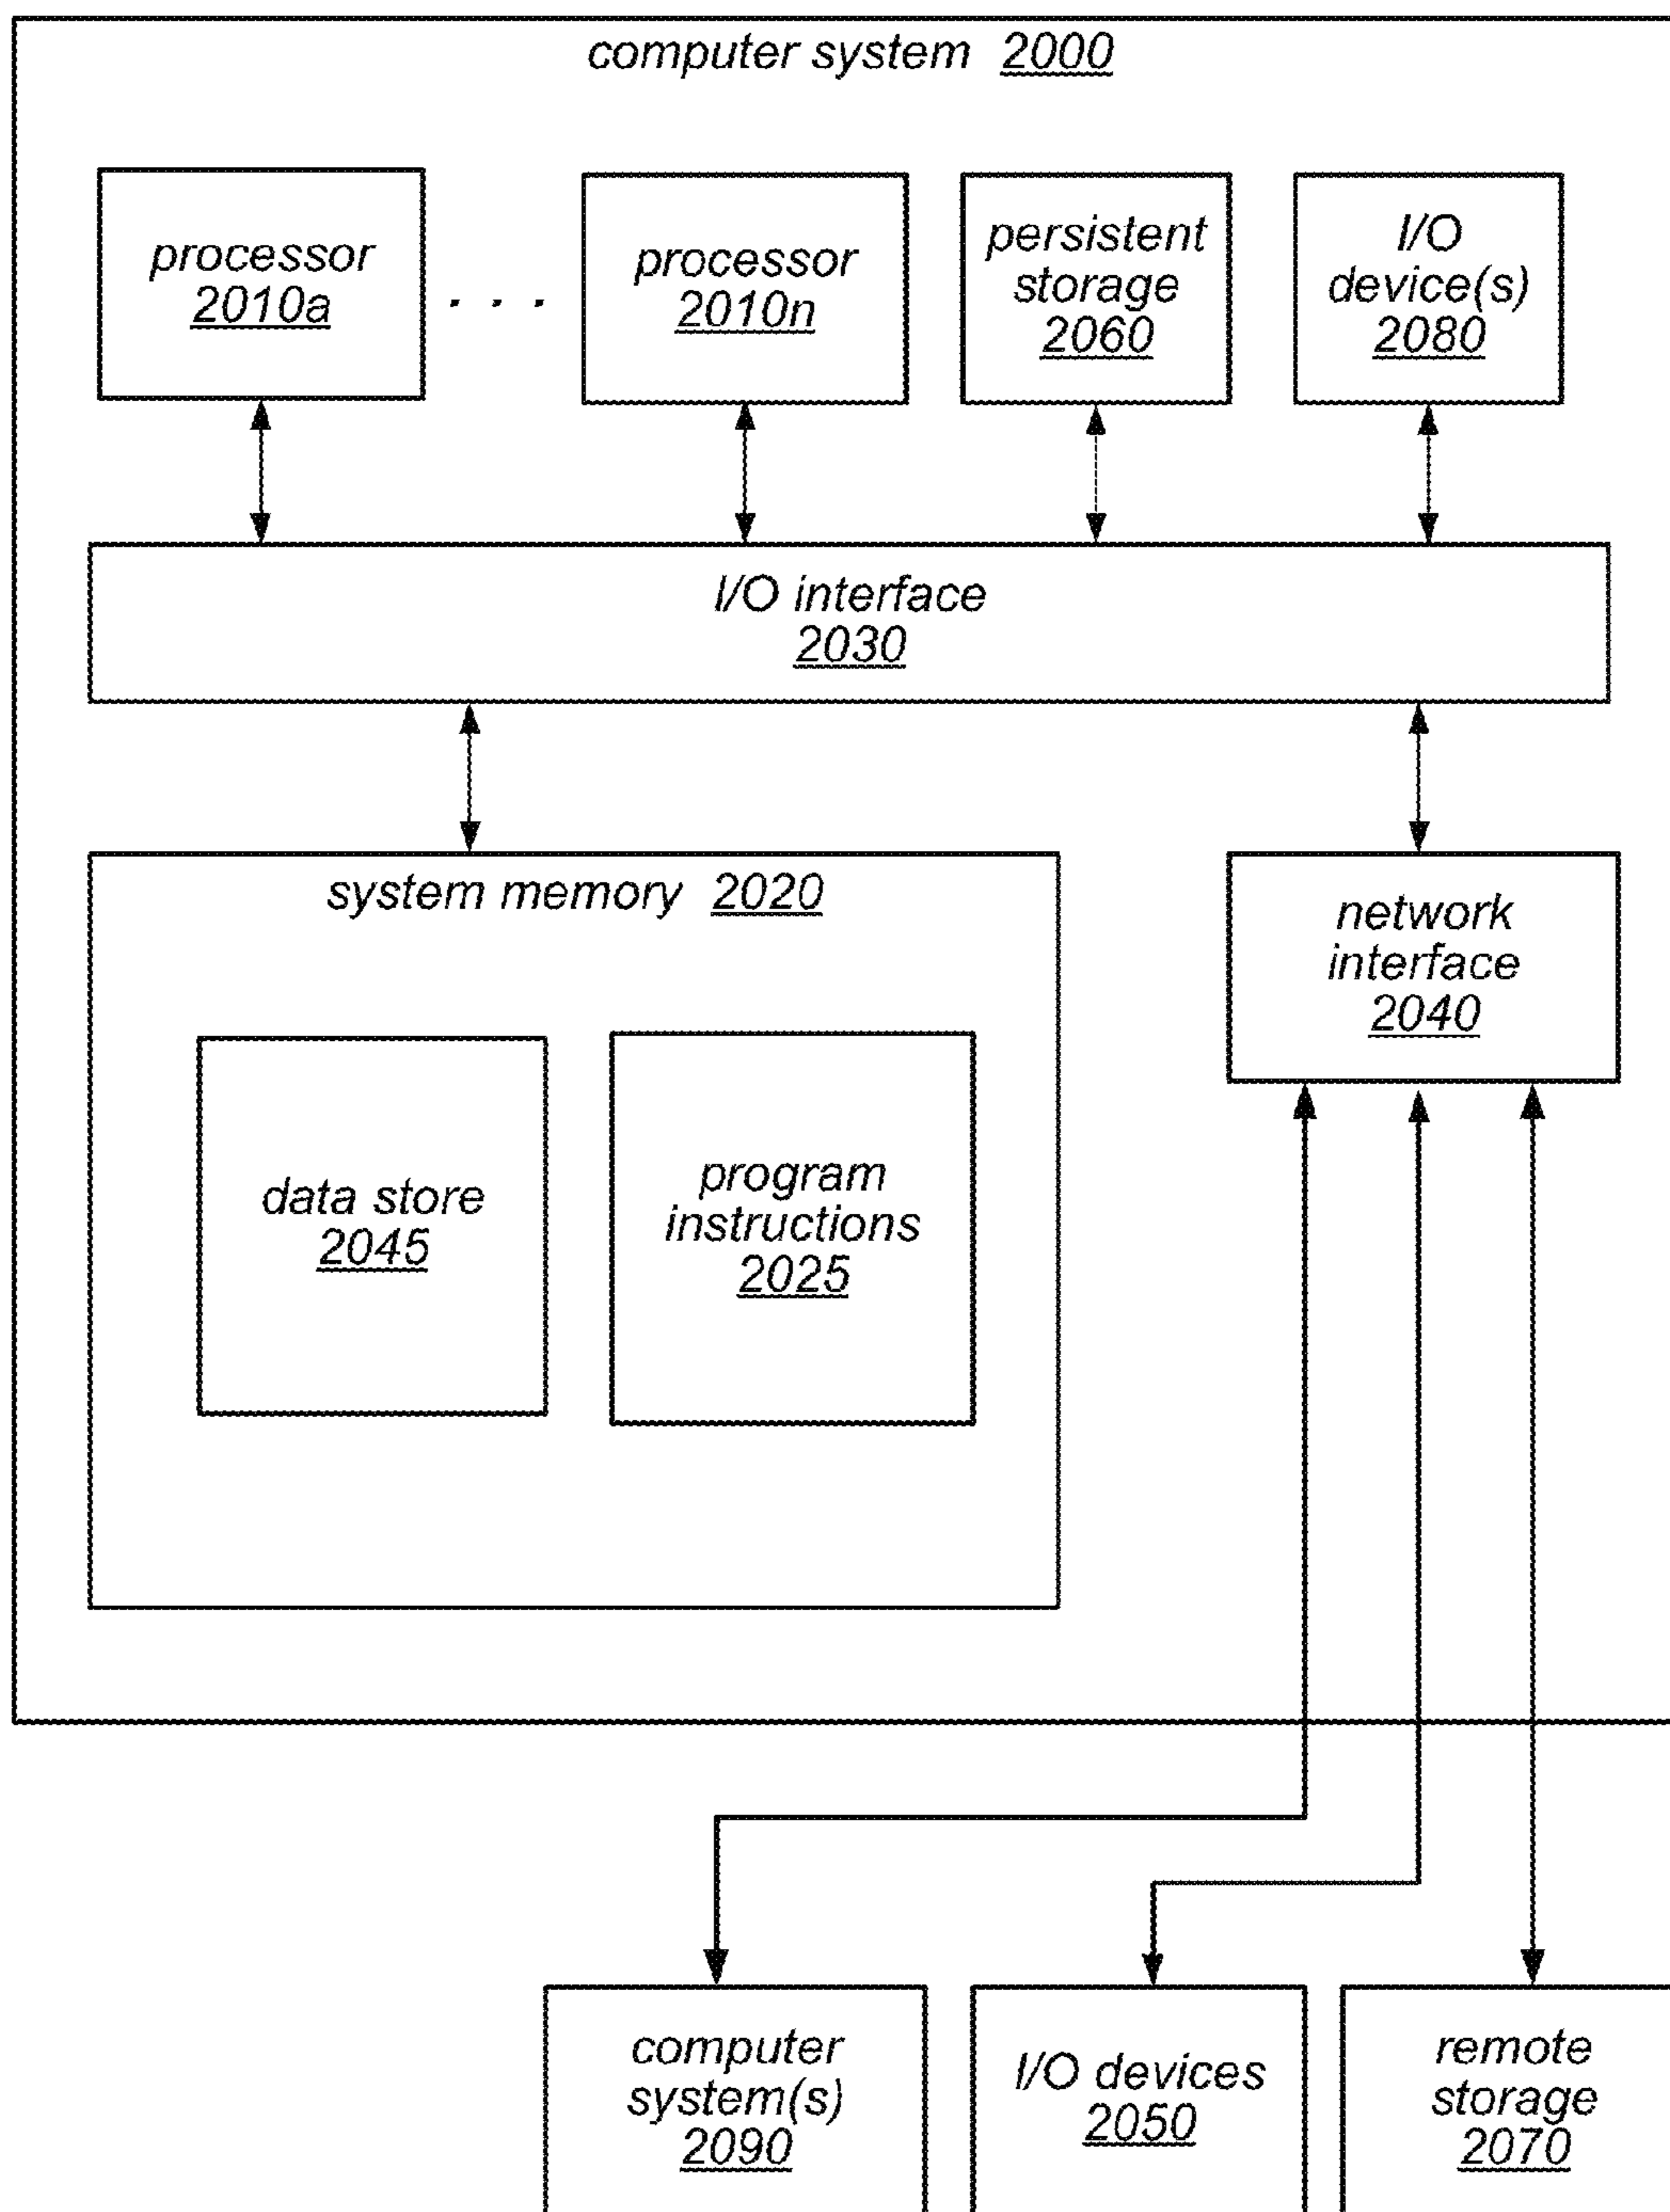 computer system 2000
processor
2010a
. . .
processor
2010n
persistent
storage
2060
I/O
device(s)
2080
I/O interface
2030
system memory 2020
network
interface
2040
data store
2045
program
instructions
2025
computer
system(s)
2090
I/O devices
2050
remote
storage
2070